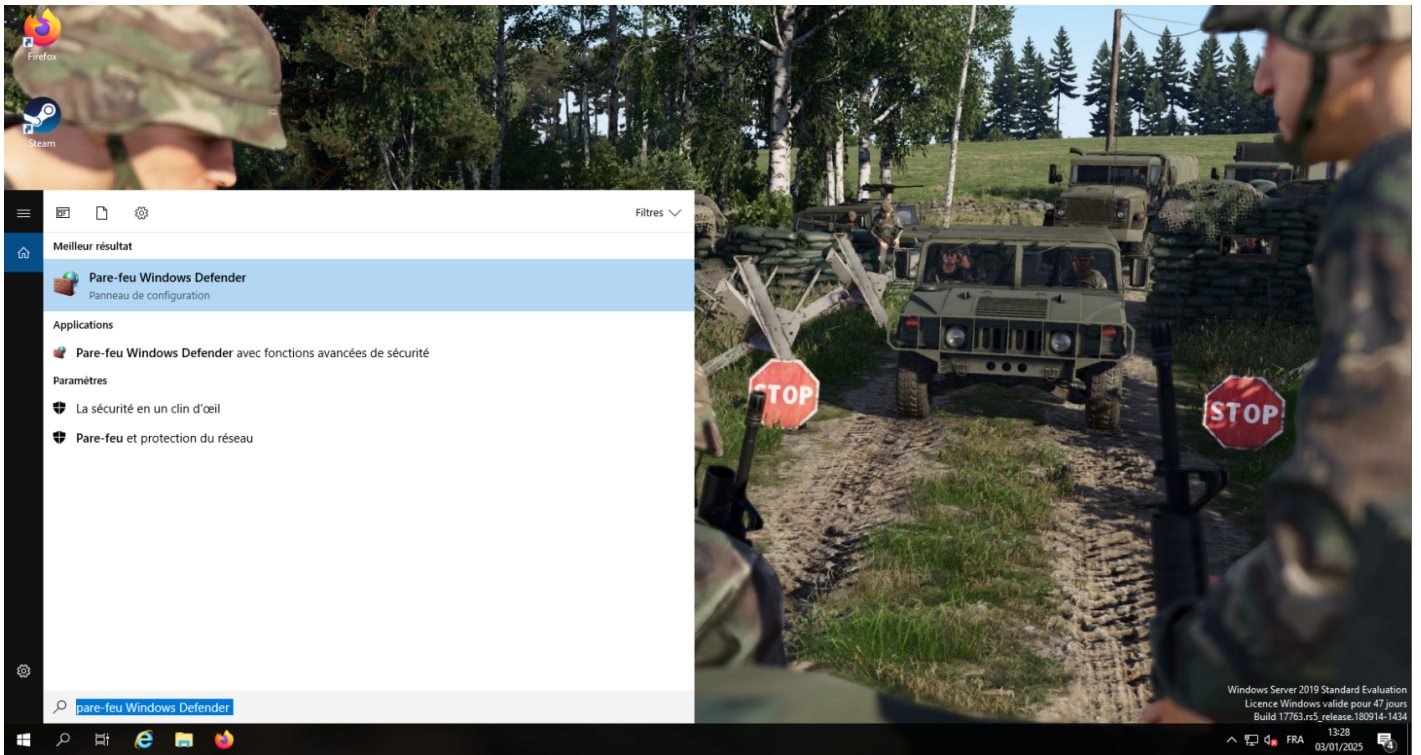 Firefox
Steam
Filtres
Meilleur résultat
Pare-feu Windows Defender
Panneau de configuration
Applications
Pare-feu Windows Defender avec fonctions avancées de sécurité
Paramètres
La sécurité en un clin d'œil
Pare-feu et protection du réseau
pare-feu Windows Defender
STOP
STOP
Windows Server 2019 Standard Evaluation
Licence Windows valide pour 47 jours
Build 17763.rs5_release.180914-1434
FRA
13:28
03/01/2025
4